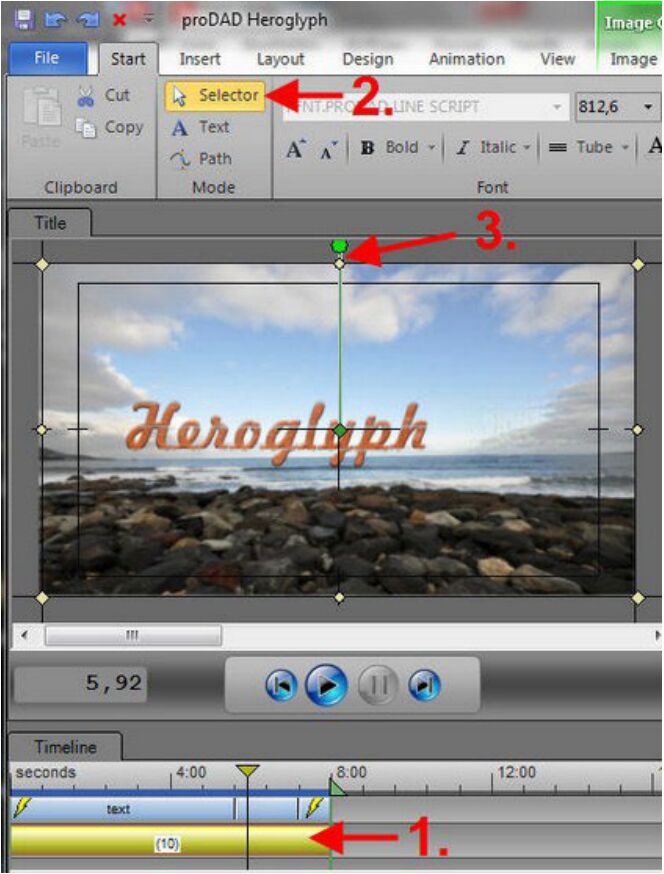 proDAD Heroglyph
Image
File Start Insert Layout Design Animation View Image
Cut Selector 2. LINE SCRIPT 812,6
Paste Copy A Text A A B Bold I Italic Tube A
Path
Clipboard Mode Font
Title
3.
Heroglyph
5,92
Timeline
seconds 4:00 8:00 12:00
text
(10) 1.